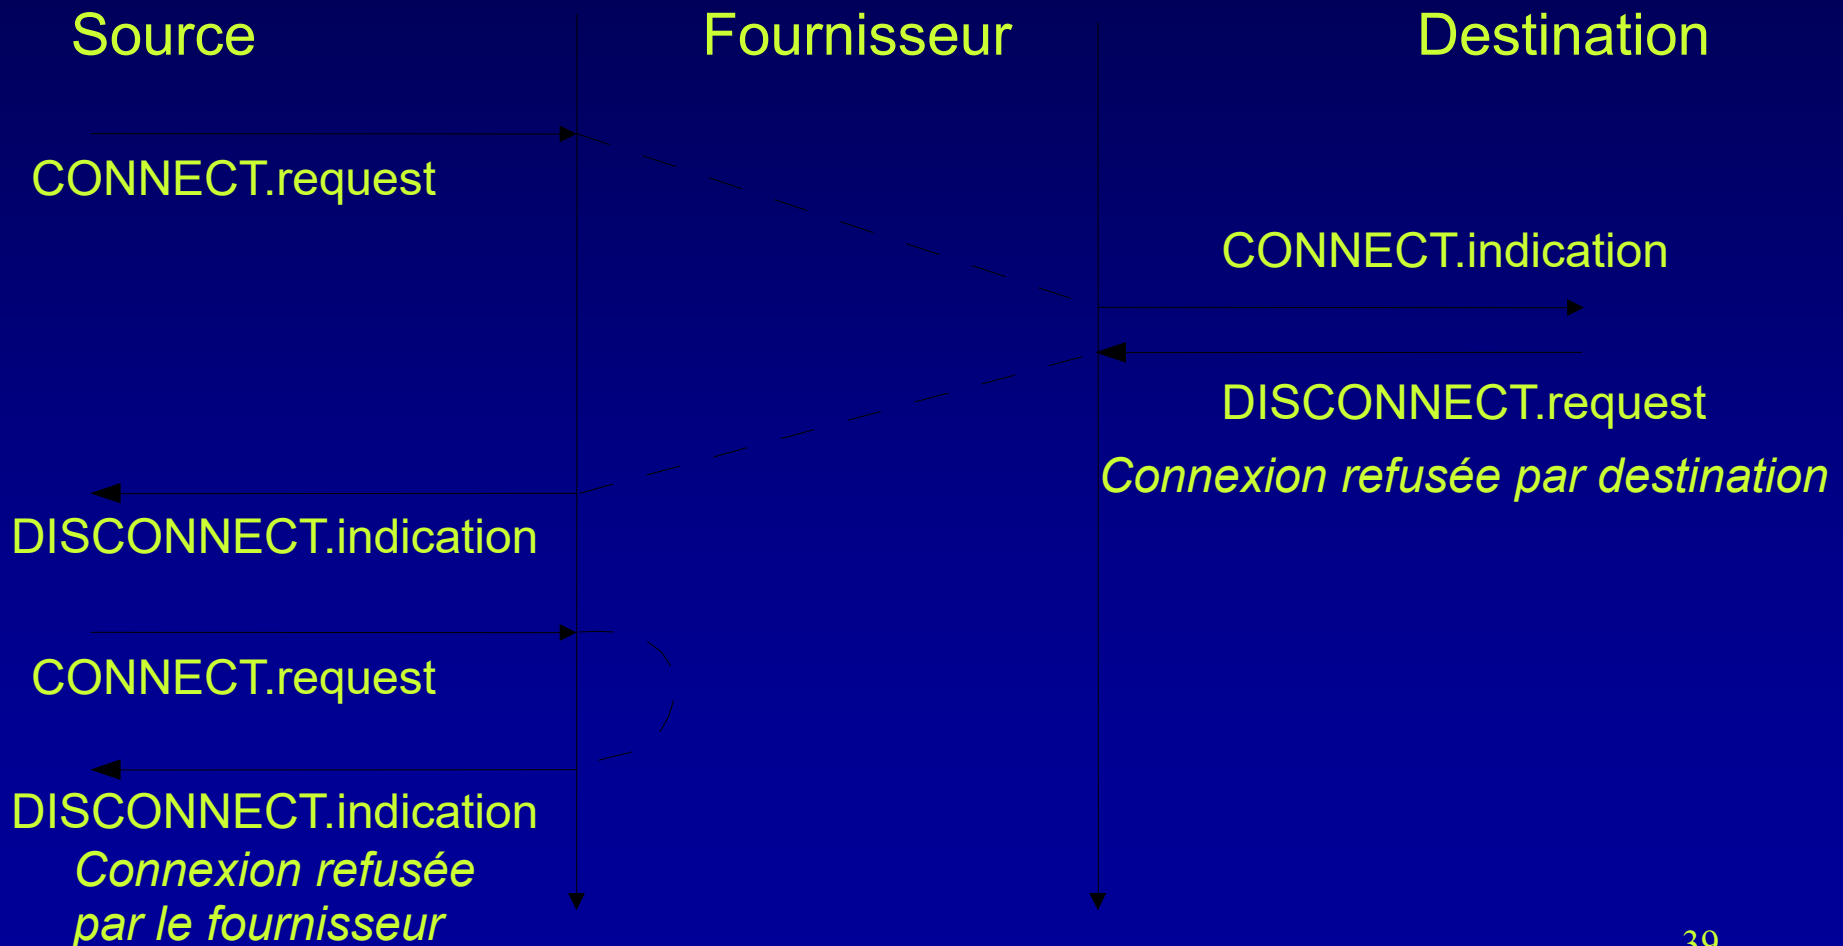 Source
Fournisseur
Destination
CONNECT.request
CONNECT.indication
DISCONNECT.request
Connexion refusée par destination
DISCONNECT.indication
CONNECT.request
DISCONNECT.indication
Connexion refusée
par le fournisseur
39